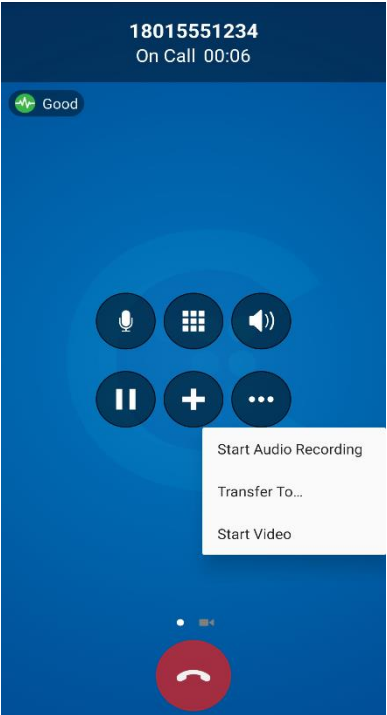 18015551234
On Call 00:06
Good
Start Audio Recording
Transfer To...
Start Video